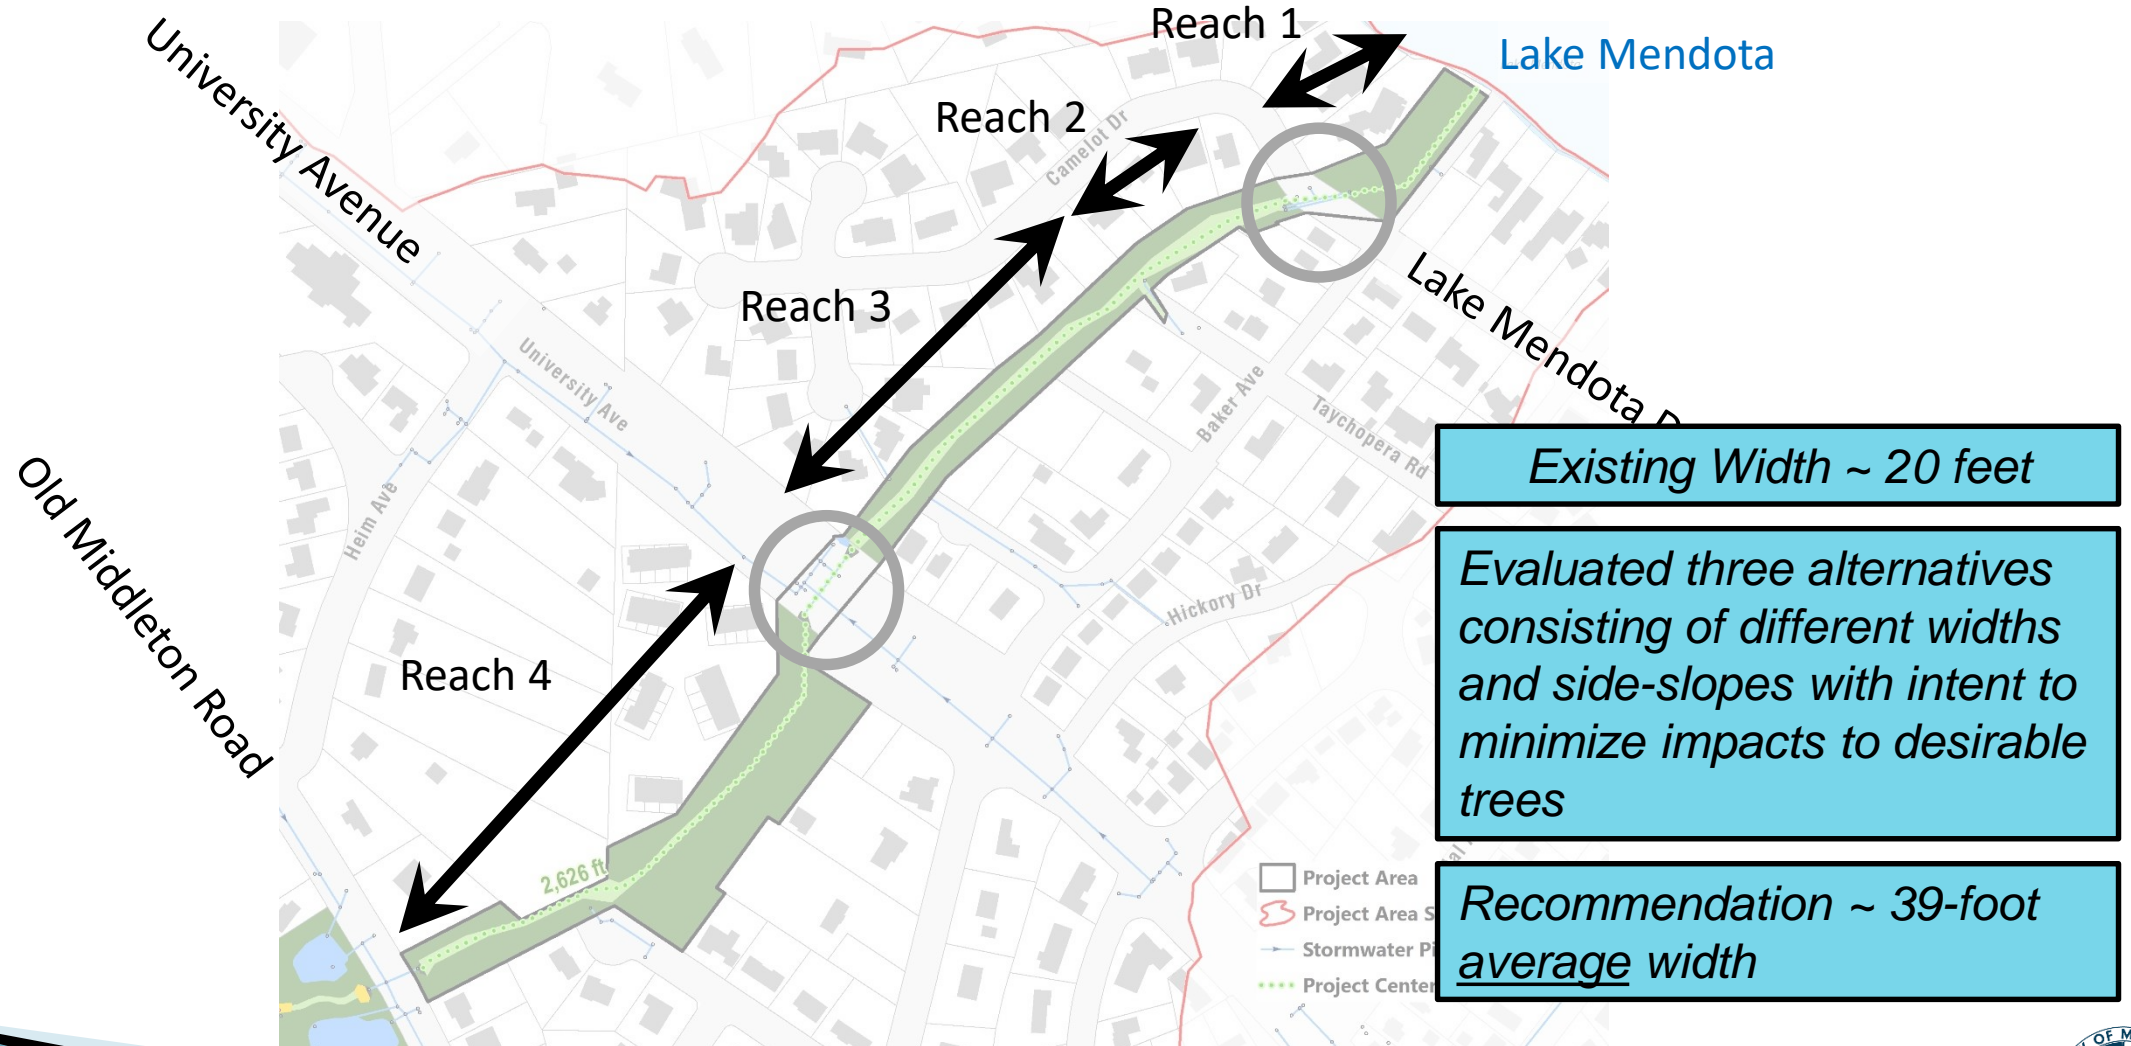 Reach 1
Lake Mendota
University Avenue
Reach 2
Camelot Dr
Reach 3
Lake Mendota
University Ave
Baker Ave
Taychopera Rd
Existing Width ~ 20 feet
Old Middleton Road
Heim Ave
Evaluated three alternatives
consisting of different widths
and side-slopes with intent to
minimize impacts to desirable
trees
Hickory Dr
Reach 4
2,626 ft
Project Area
Project Area S
Stormwater Pi
Project Center
Recommendation ~ 39-foot
average width
OF M